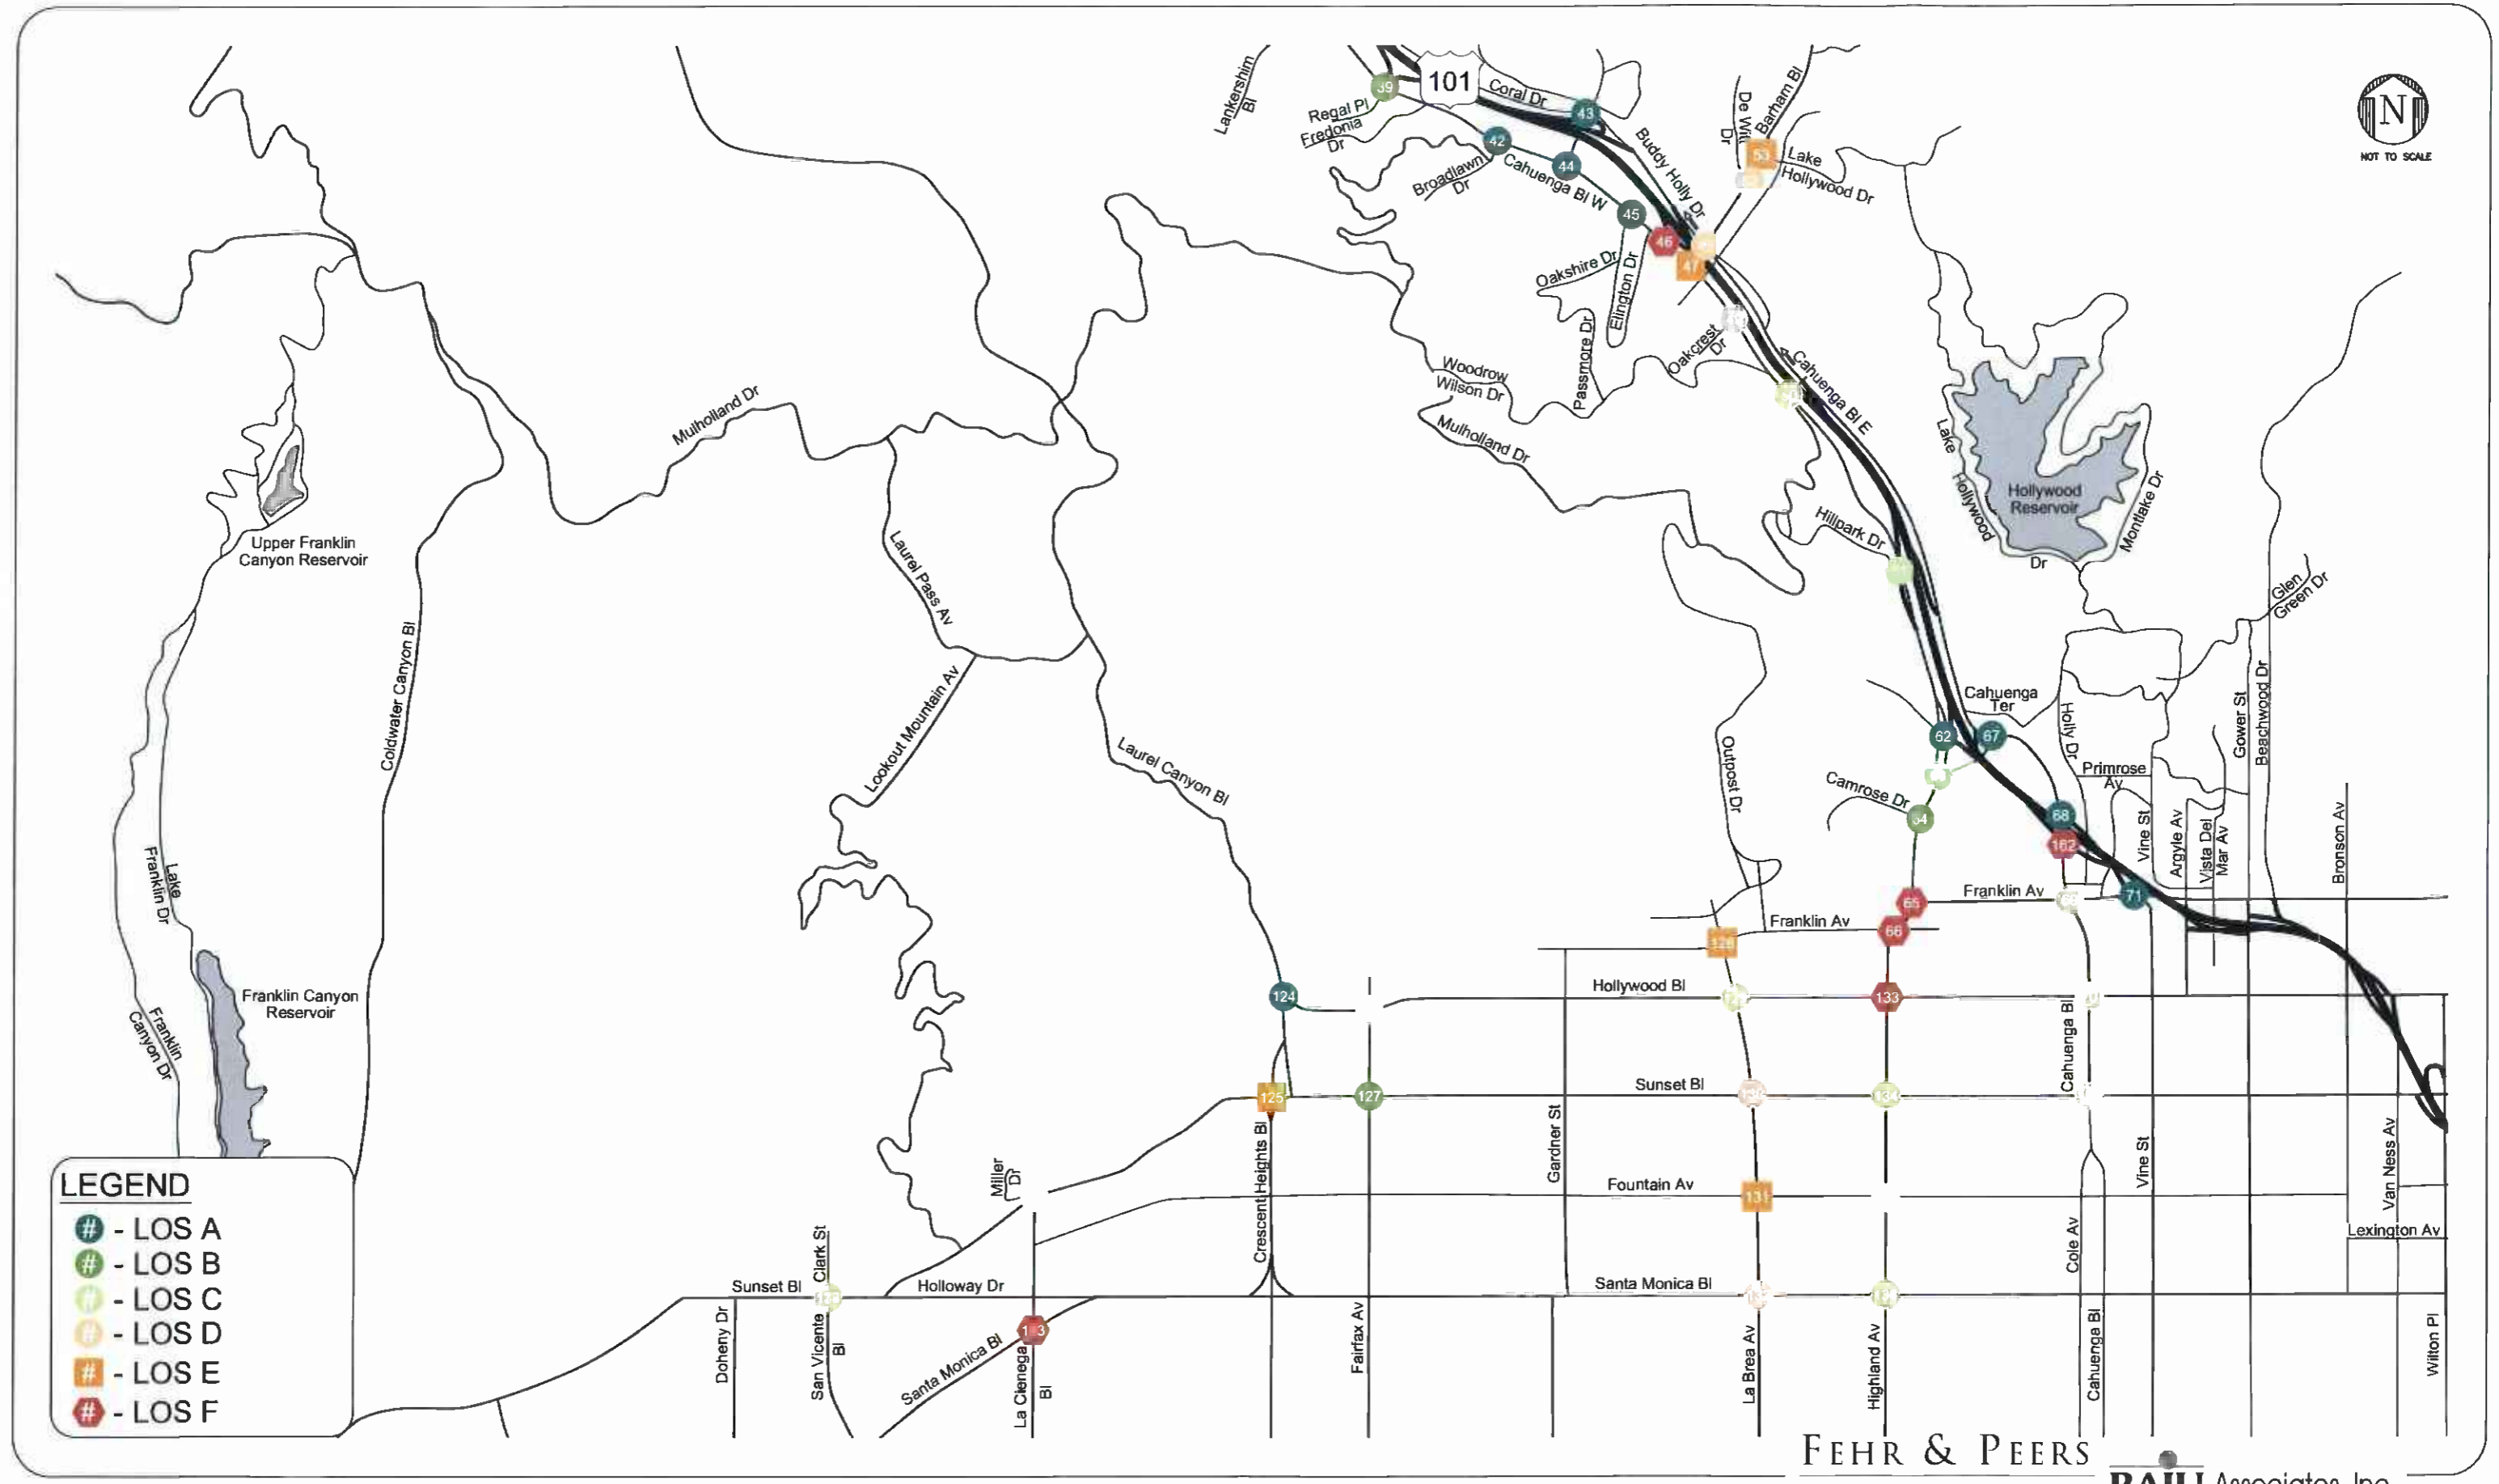 Lankershim
Bl
101
Coral Dr
39
43
Regal Pl
Fredonia
Dr
42
44
Broadlawn
Dr
Cahuenga Bl W
Buddy Holly Dr
De Witt
Dr
Barham Bl
53
Lake
Hollywood Dr
N
NOT TO SCALE
45
46
47
Oakshire Dr
Elington Dr
Passmore Dr
Oakcrest
Dr
Cahuenga Bl E
Woodrow
Wilson Dr
Mulholland Dr
Mulholland Dr
Lake
Hollywood
Dr
Hollywood
Reservoir
Montlake Dr
Hillpark Dr
Upper Franklin
Canyon Reservoir
Laurel Pass Av
Coldwater Canyon Bl
Lookout Mountain Av
Laurel Canyon Bl
Glen
Green Dr
Cahuenga
Ter
Holly Dr
Gower St
Beachwood Dr
62
67
Outpost Dr
Camrose Dr
64
Primrose
Av
68
162
Vine St
Argyle Av
Vista Del
Mar Av
Bronson Av
Lake
Franklin Dr
65
Franklin Av
71
Franklin Av
66
128
Franklin Canyon
Reservoir
Franklin
Canyon Dr
124
Hollywood Bl
133
Cahuenga Bl
125
127
Sunset Bl
134
Crescent Heights Bl
Gardner St
Miller
Dr
Fountain Av
131
Vine St
Van Ness Av
Lexington Av
Cole Av
LEGEND
# - LOS A
# - LOS B
# - LOS C
# - LOS D
# - LOS E
# - LOS F
Clark St
Sunset Bl
Holloway Dr
Santa Monica Bl
Doheny Dr
San Vicente
Bl
Santa Monica Bl
La Cienega
Bl
Fairfax Av
La Brea Av
Highland Av
Cahuenga Bl
Wilton Pl
FEHR & PEERS
RAJU Associates, Inc.